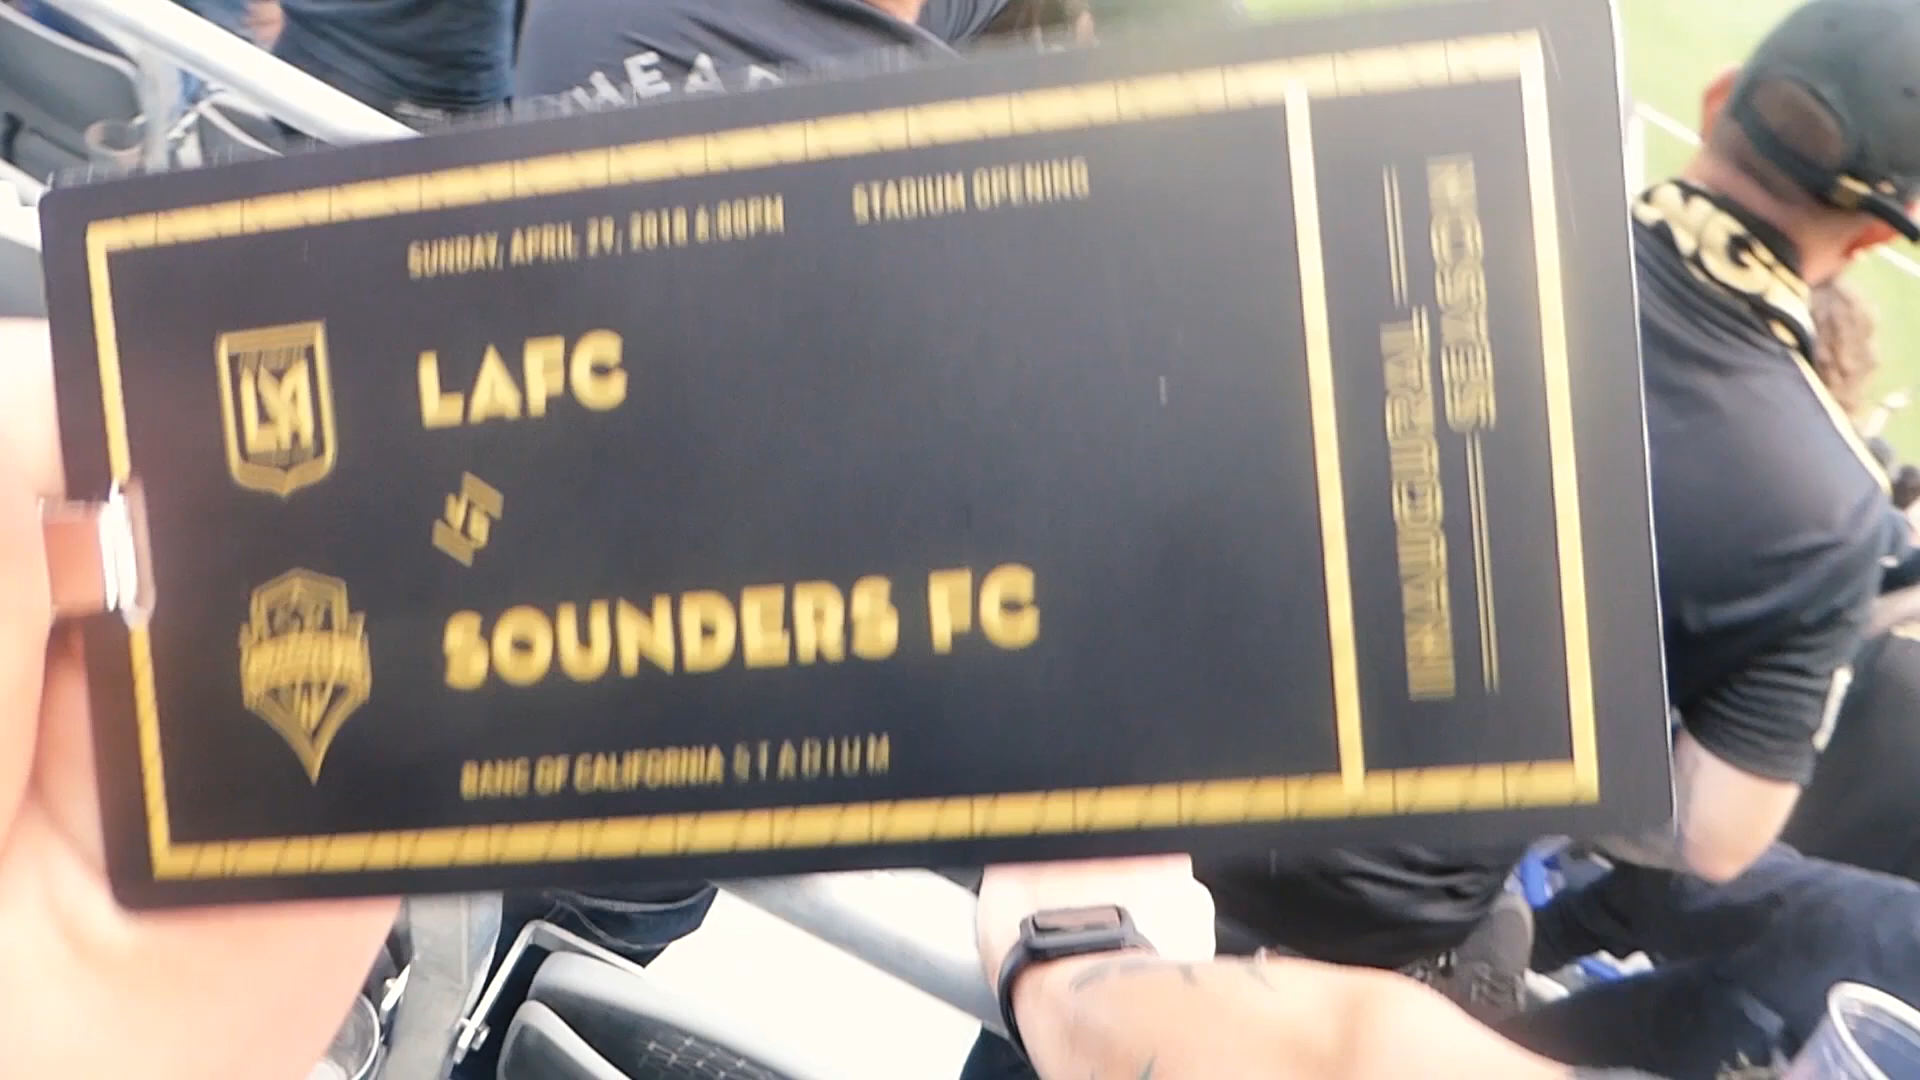 SUNDAY, APRIL 29, 2018 6:00PM
STADIUM OPENING
LAFC
VS
SOUNDERS FC
BANC OF CALIFORNIA STADIUM
INAUGURAL
SEASON